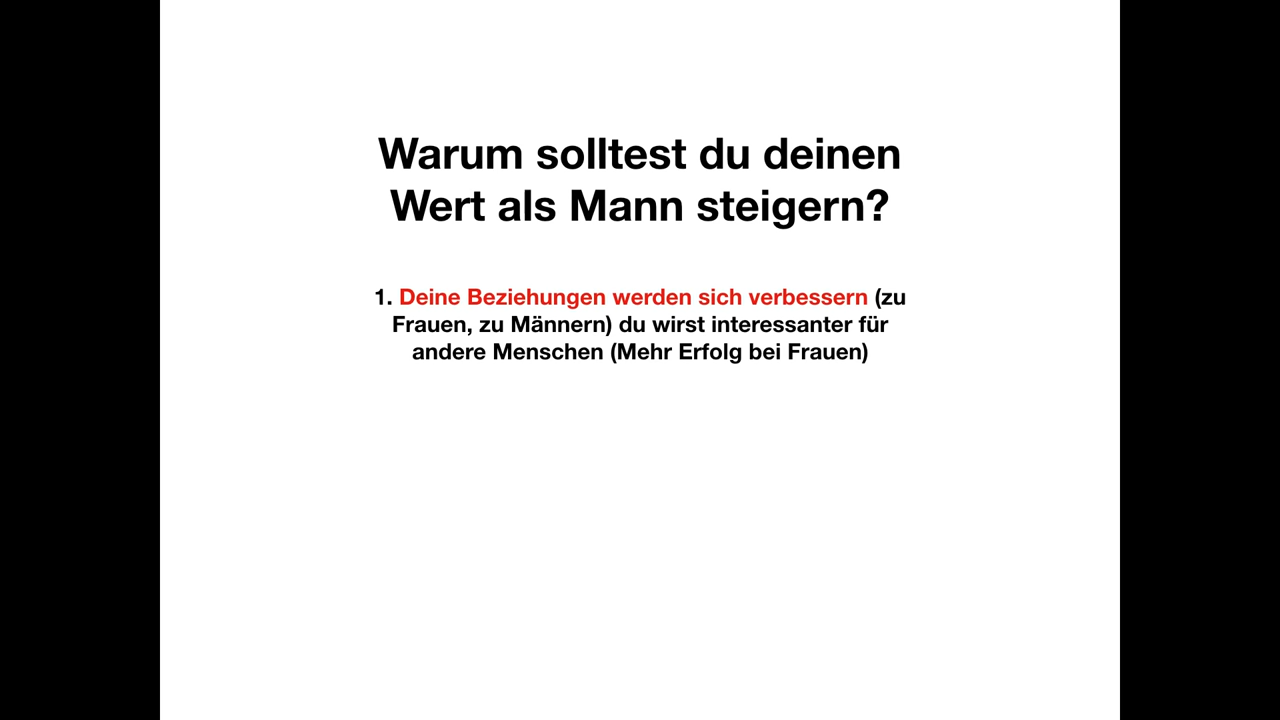 Warum solltest du deinen
Wert als Mann steigern?
1. Deine Beziehungen werden sich verbessern (zu
Frauen, zu Männern) du wirst interessanter für
andere Menschen (Mehr Erfolg bei Frauen)